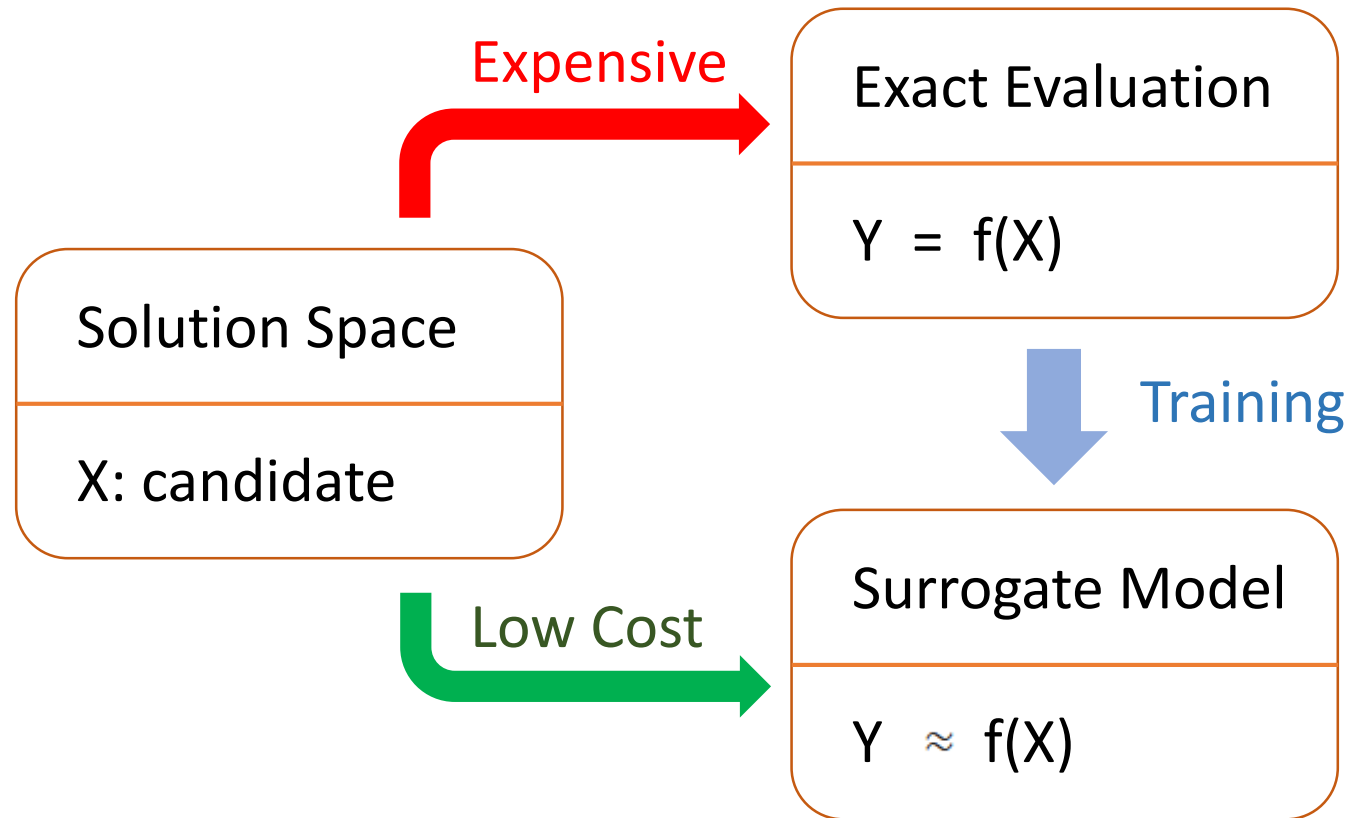 Expensive
Exact Evaluation
Y = f(X)
Solution Space
X: candidate
Training
Low Cost
Surrogate Model
Y ≈ f(X)